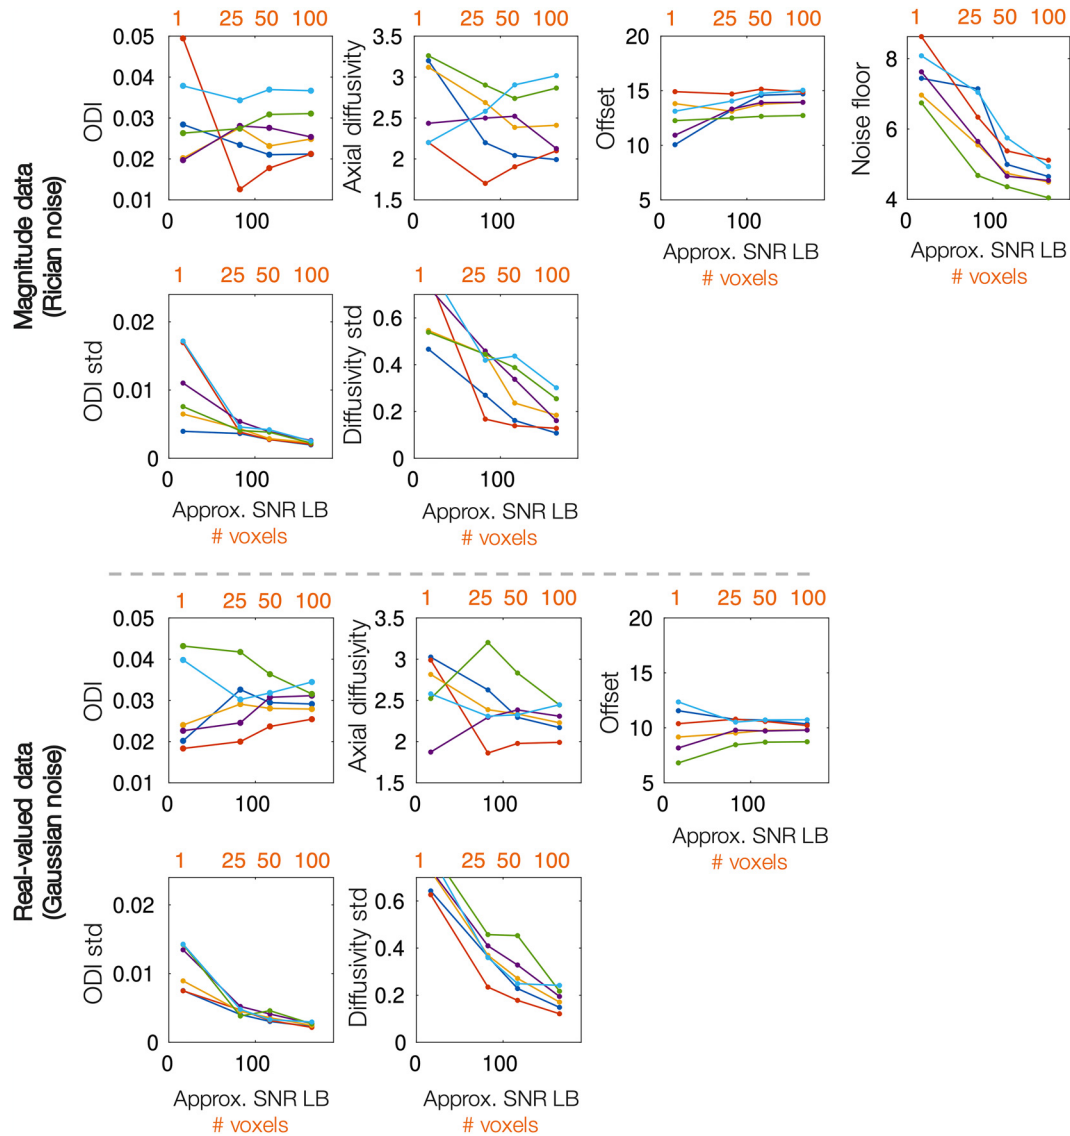 1 25 50 100
1 25 50 100
1 25 50 100
1 25 50 100
0.05
0.04
0.03
0.02
0.01
ODI
0 100
3.5
3
2.5
2
1.5
Axial diffusivity
0 100
20
15
10
5
Offset
0 100
Approx. SNR LB
# voxels
8
6
4
Noise floor
0 100
Approx. SNR LB
# voxels
Magnitude data
(Rician noise)
1 25 50 100
1 25 50 100
0.02
0.01
0
ODI std
0 100
Approx. SNR LB
# voxels
0.6
0.4
0.2
0
Diffusivity std
0 100
Approx. SNR LB
# voxels
1 25 50 100
1 25 50 100
1 25 50 100
0.05
0.04
0.03
0.02
0.01
ODI
0 100
3.5
3
2.5
2
1.5
Axial diffusivity
0 100
20
15
10
5
Offset
0 100
Approx. SNR LB
# voxels
Real-valued data
(Gaussian noise)
1 25 50 100
1 25 50 100
0.02
0.01
0
ODI std
0 100
Approx. SNR LB
# voxels
0.6
0.4
0.2
0
Diffusivity std
0 100
Approx. SNR LB
# voxels